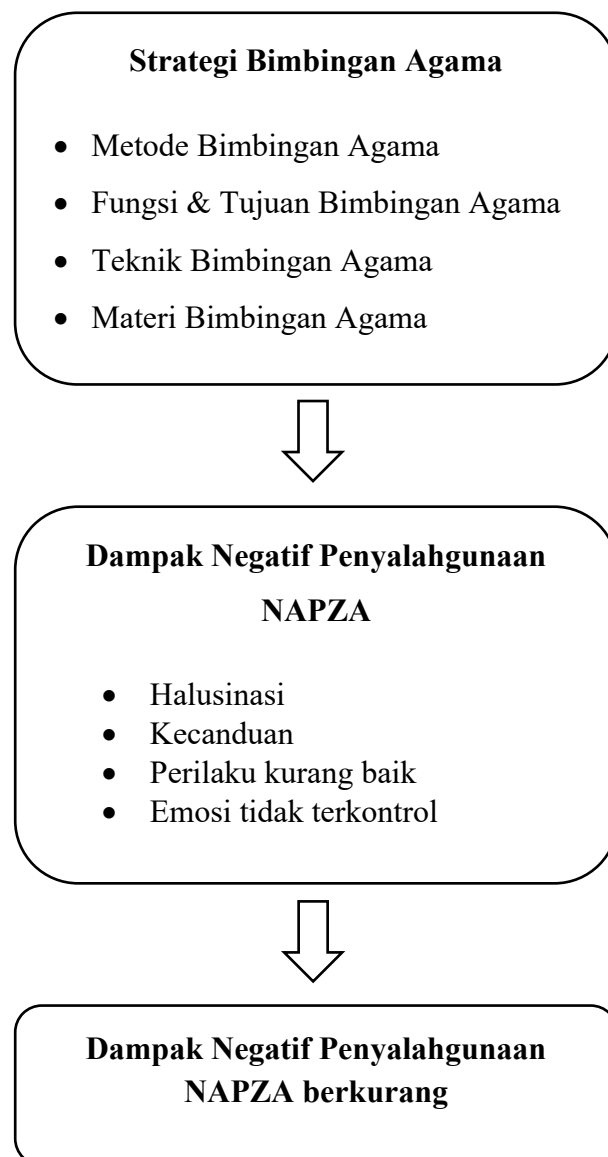 Strategi Bimbingan Agama
• Metode Bimbingan Agama
• Fungsi & Tujuan Bimbingan Agama
• Teknik Bimbingan Agama
• Materi Bimbingan Agama
Dampak Negatif Penyalahgunaan
NAPZA
• Halusinasi
• Kecanduan
• Perilaku kurang baik
• Emosi tidak terkontrol
Dampak Negatif Penyalahgunaan
NAPZA berkurang